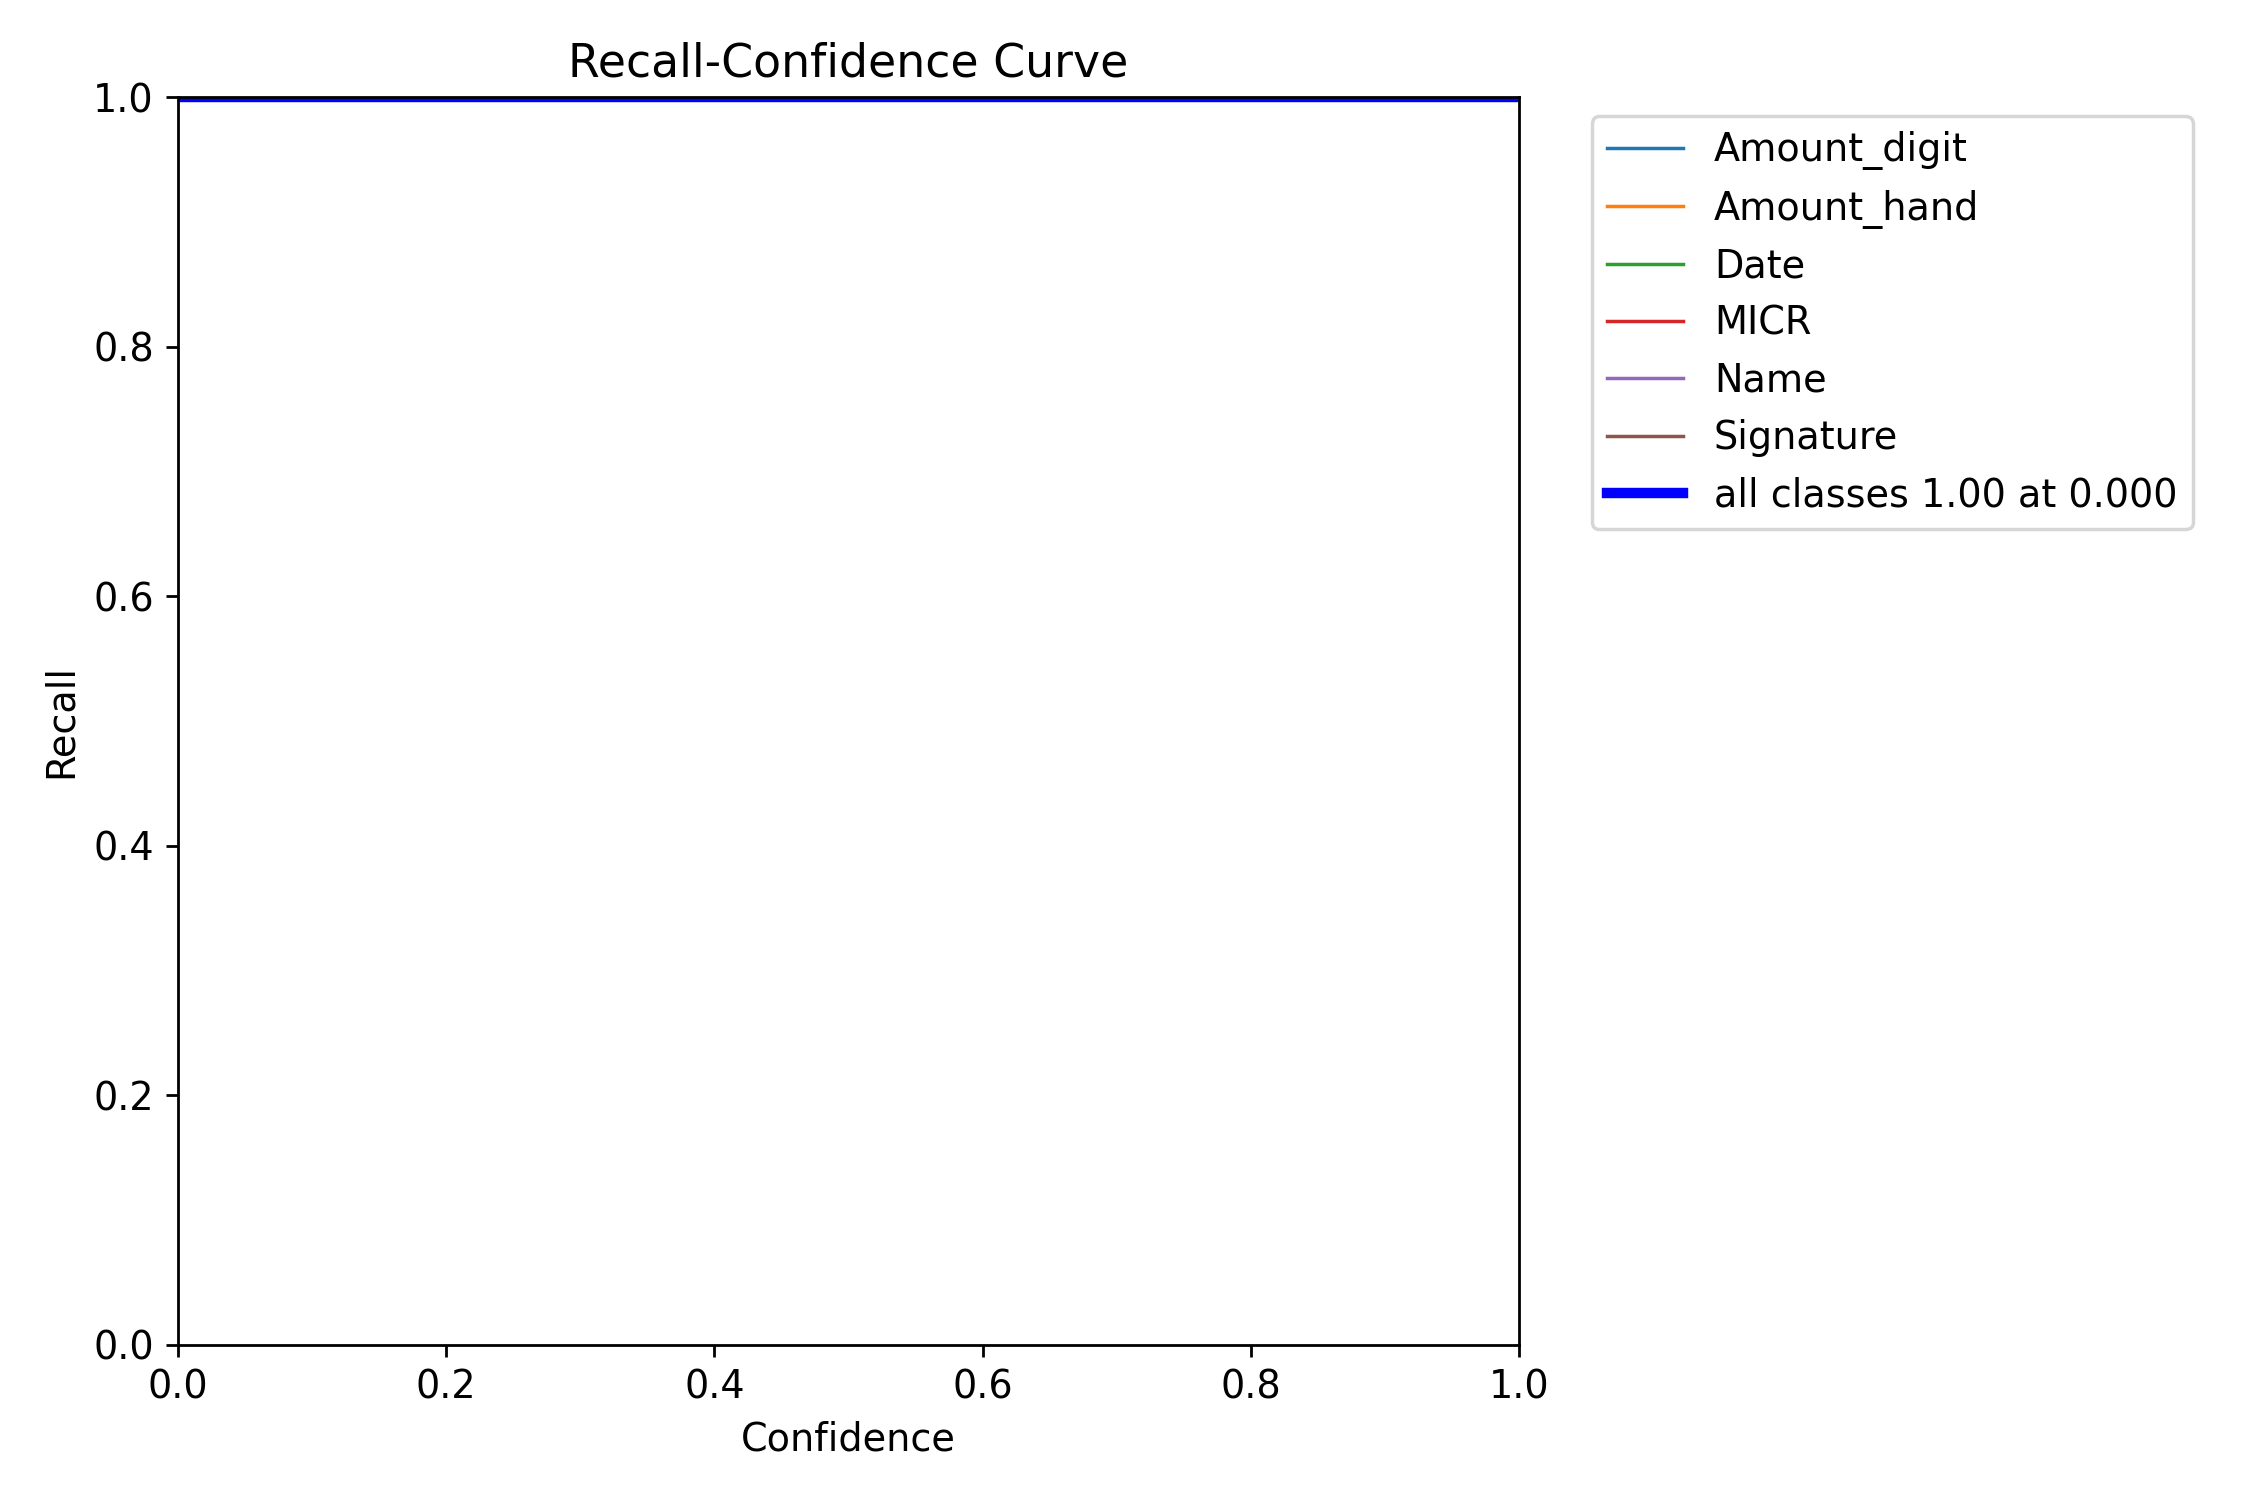 Recall-Confidence Curve
1.0
0.8
0.6
0.4
0.2
0.0
Recall
0.0 0.2 0.4 0.6 0.8 1.0
Confidence
Amount_digit
Amount_hand
Date
MICR
Name
Signature
all classes 1.00 at 0.000